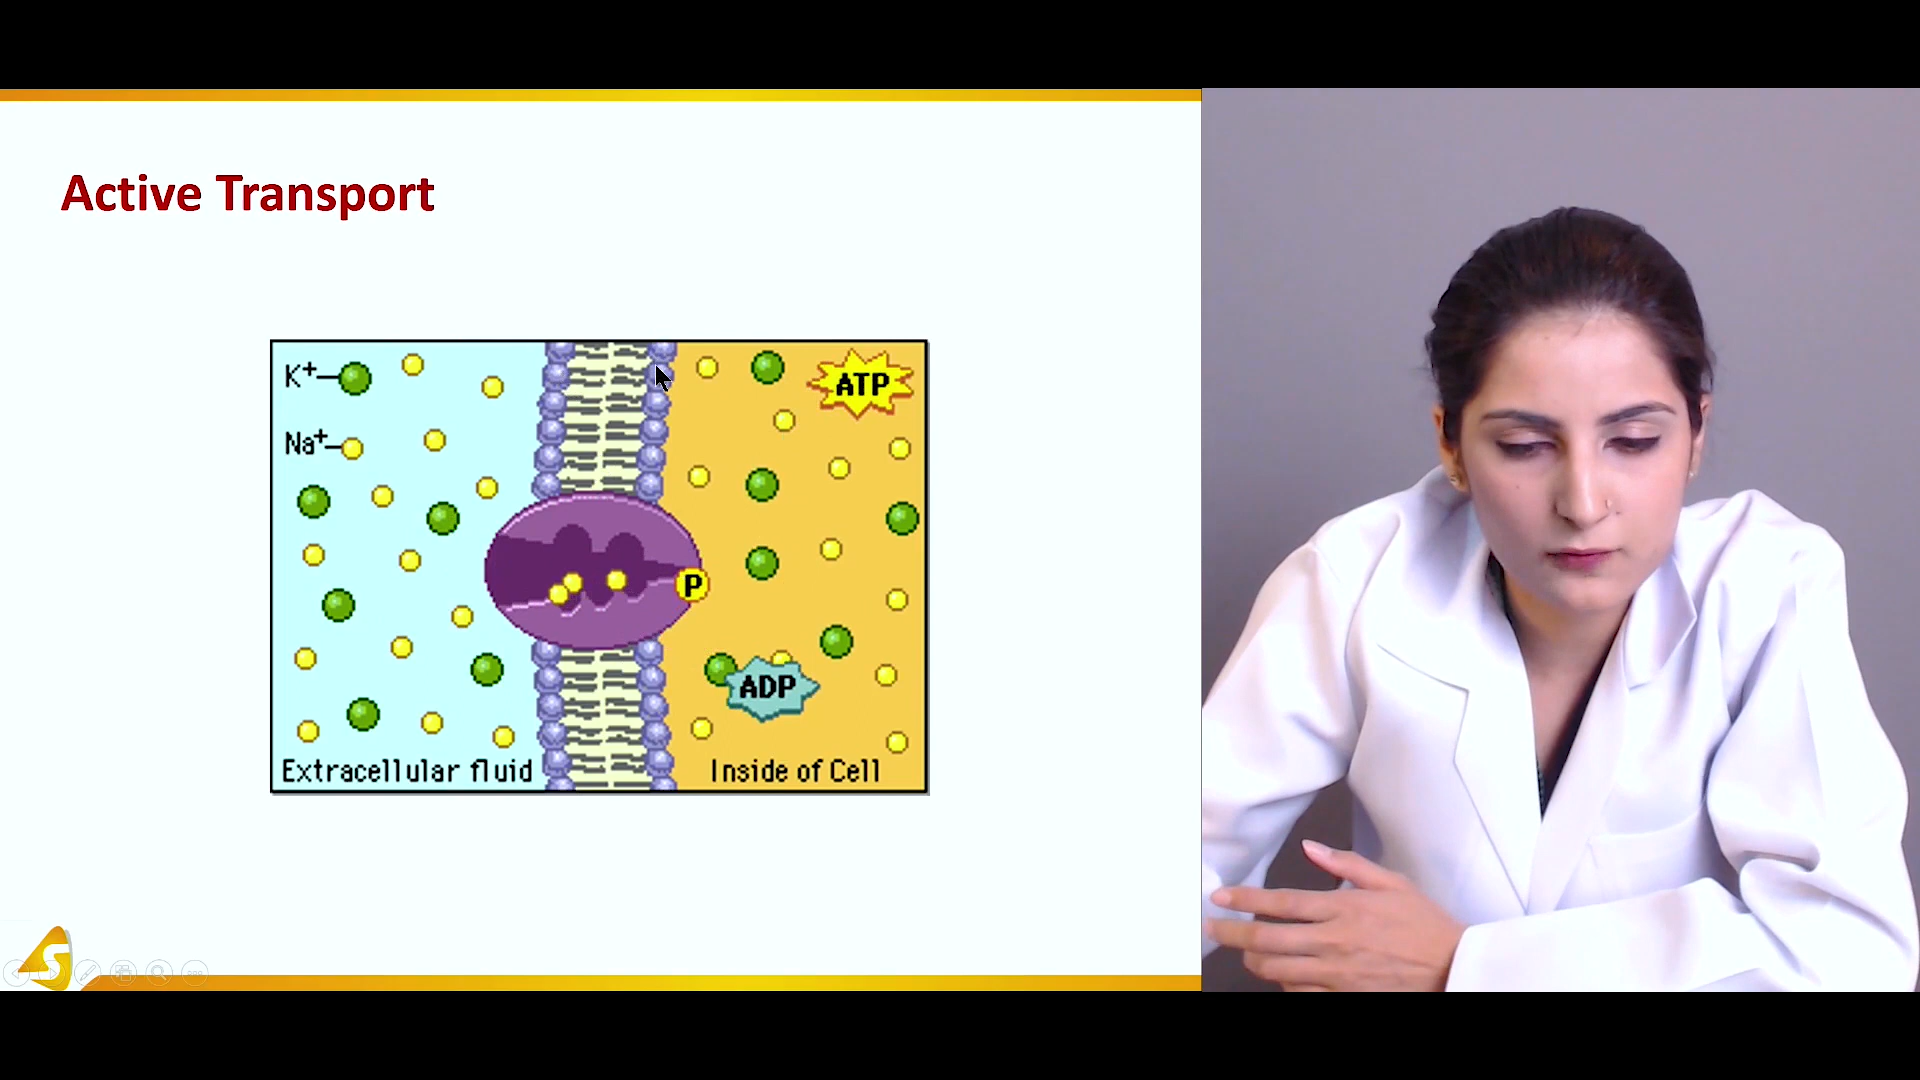 Active Transport
K+
ATP
Na+
P
ADP
Extracellular fluid
Inside of Cell
S